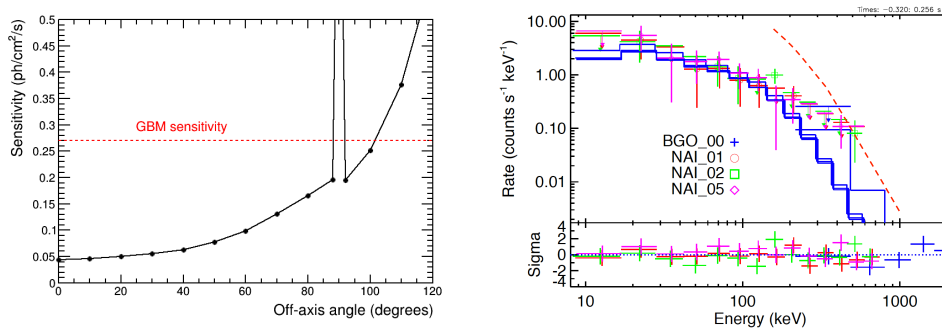 Sensitivity (ph/cm2/s)
0.5
0.45
0.4
0.35
0.3
0.25
0.2
0.15
0.1
0.05
0
GBM sensitivity
0 20 40 60 80 100 120
Off-axis angle (degrees)
Times: −0.320: 0.256 s
Rate (counts s−1 keV−1)
10.00
1.00
0.10
0.01
BGO_00
NAI_01
NAI_02
NAI_05
Sigma
4
2
0
-2
-4
10 100 1000
Energy (keV)